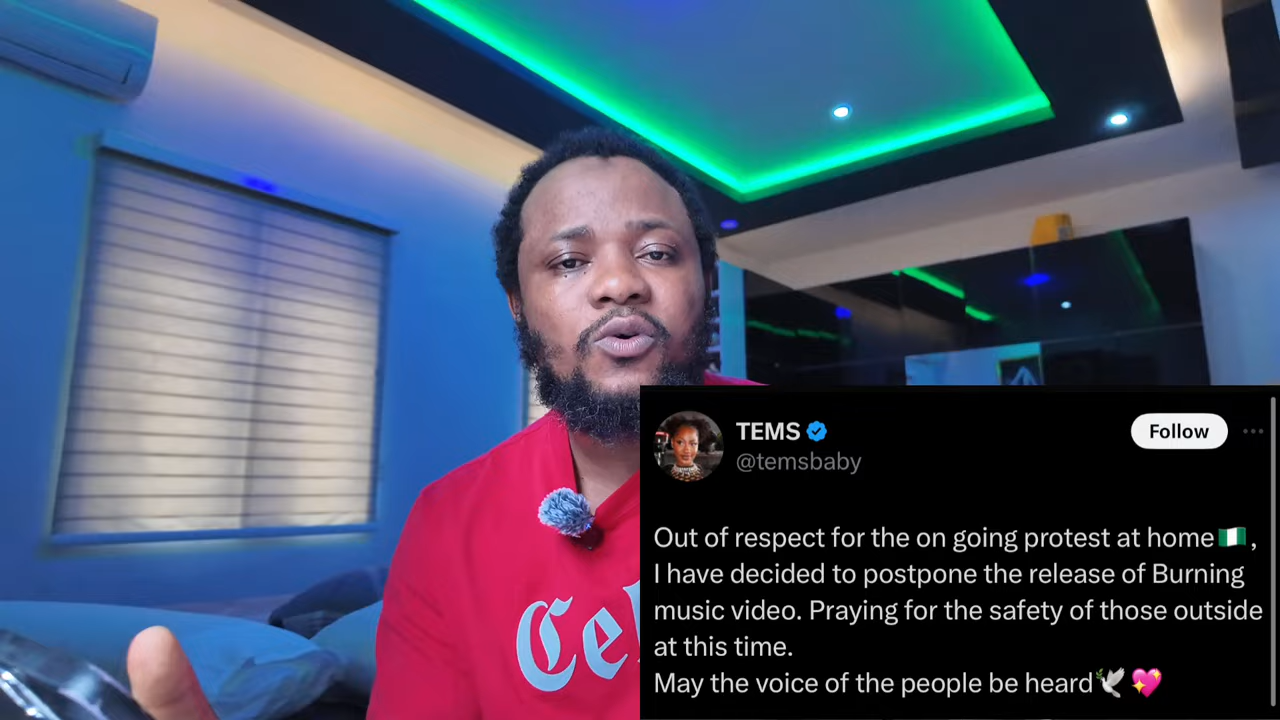 TEMS
@temsbaby
Follow
Out of respect for the on going protest at home🇳🇬,
I have decided to postpone the release of Burning
music video. Praying for the safety of those outside
at this time.
May the voice of the people be heard🕊️💖
Ce